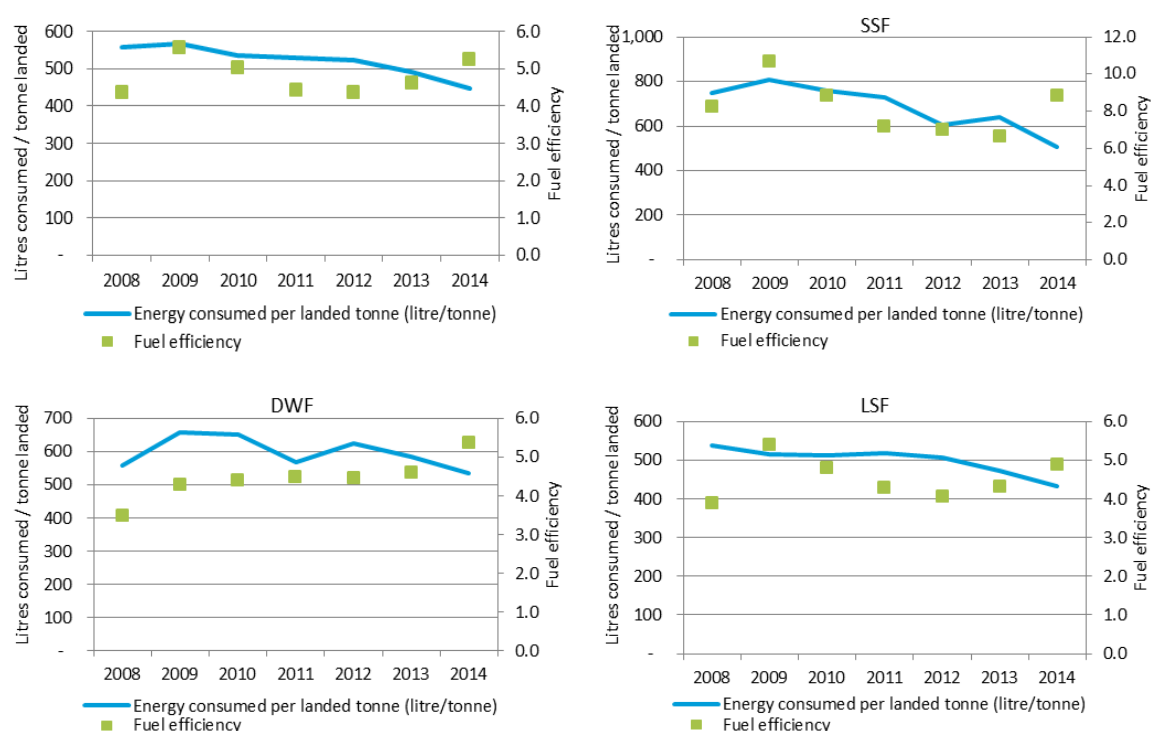 600
500
400
300
200
100
-
Litres consumed / tonne landed
6.0
5.0
4.0
3.0
2.0
1.0
0.0
Fuel efficiency
2008 2009 2010 2011 2012 2013 2014
Energy consumed per landed tonne (litre/tonne)
Fuel efficiency
SSF
1,000
800
600
400
200
-
Litres consumed / tonne landed
12.0
10.0
8.0
6.0
4.0
2.0
0.0
Fuel efficiency
2008 2009 2010 2011 2012 2013 2014
Energy consumed per landed tonne (litre/tonne)
Fuel efficiency
DWF
700
600
500
400
300
200
100
-
Litres consumed / tonne landed
6.0
5.0
4.0
3.0
2.0
1.0
0.0
Fuel efficiency
2008 2009 2010 2011 2012 2013 2014
Energy consumed per landed tonne (litre/tonne)
Fuel efficiency
LSF
600
500
400
300
200
100
-
Litres consumed / tonne landed
6.0
5.0
4.0
3.0
2.0
1.0
0.0
Fuel efficiency
2008 2009 2010 2011 2012 2013 2014
Energy consumed per landed tonne (litre/tonne)
Fuel efficiency